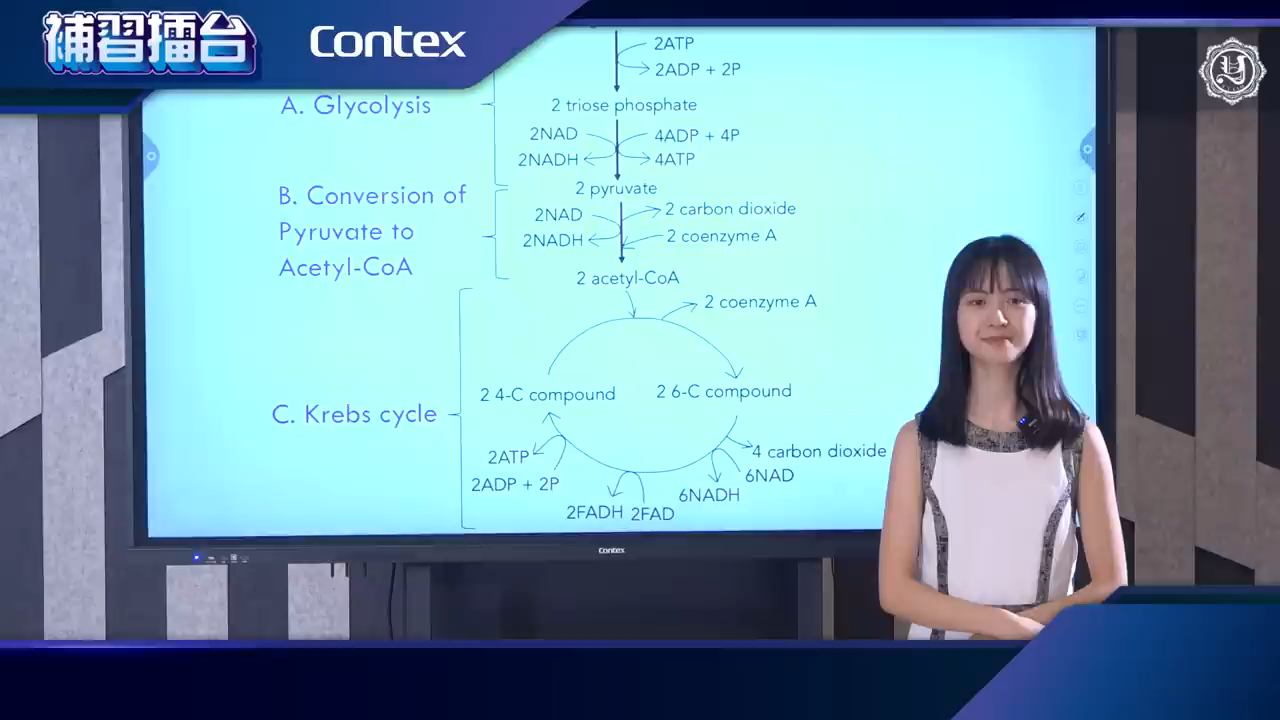 補習擂台
Contex
Y
2ATP
2ADP + 2P
A. Glycolysis
2 triose phosphate
2NAD
4ADP + 4P
2NADH
4ATP
2 pyruvate
B. Conversion of
Pyruvate to
Acetyl-CoA
2NAD
2 carbon dioxide
2NADH
2 coenzyme A
2 acetyl-CoA
2 coenzyme A
C. Krebs cycle
2 4-C compound
2 6-C compound
2ATP
4 carbon dioxide
2ADP + 2P
6NAD
6NADH
2FADH
2FAD
Contex